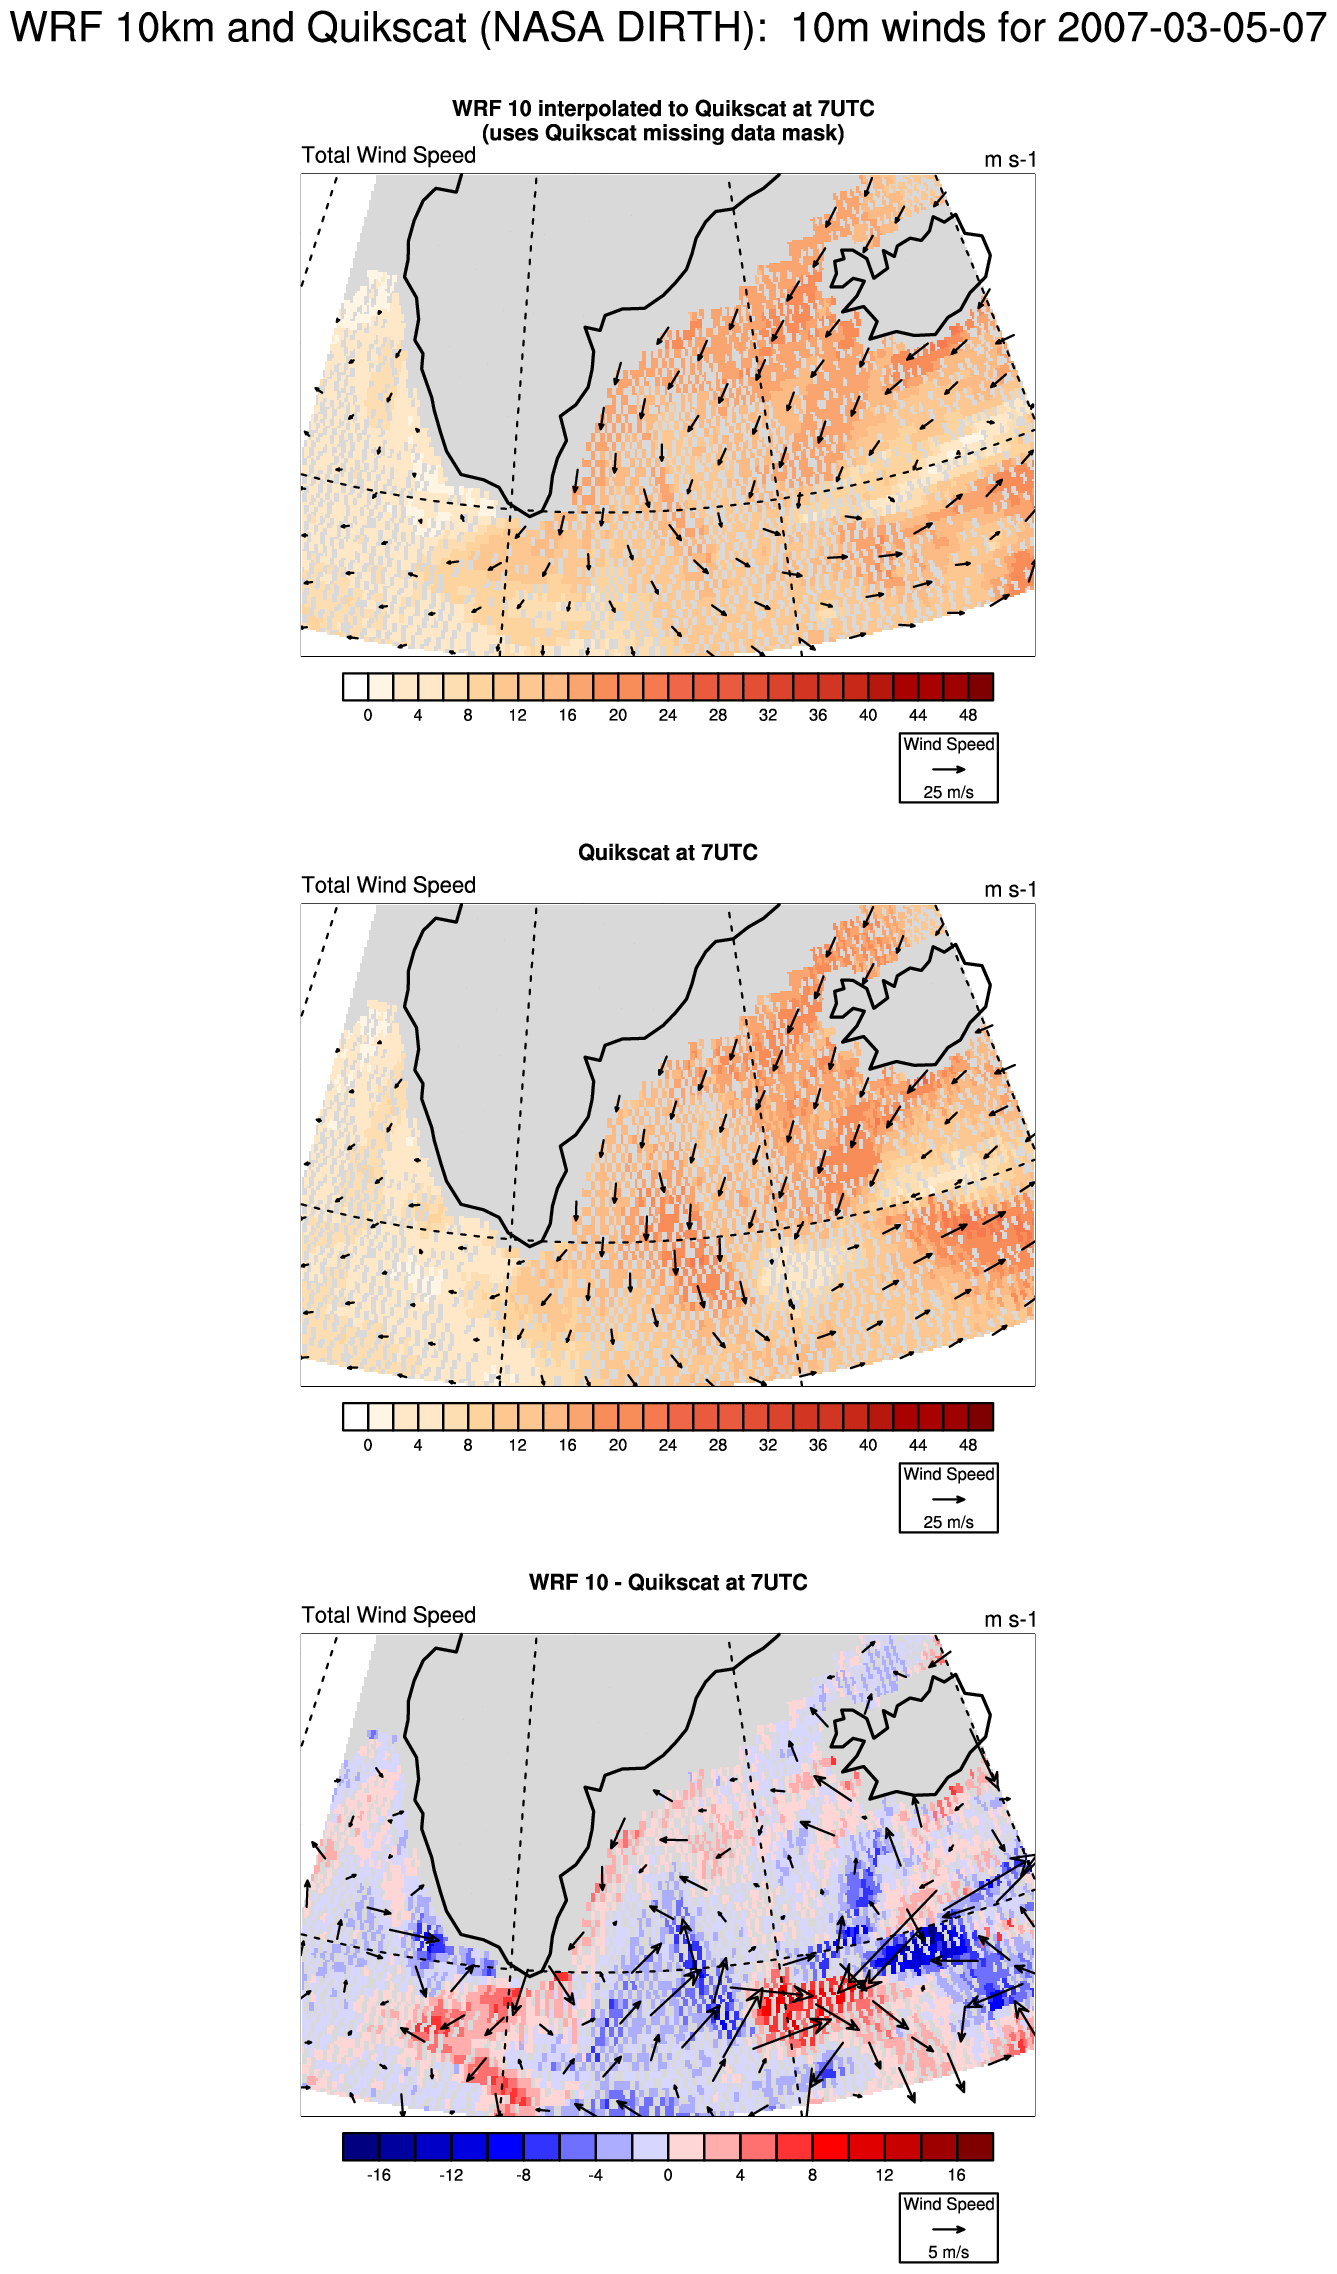 WRF 10km and Quikscat (NASA DIRTH):  10m winds for 2007-03-05-07
WRF 10 interpolated to Quikscat at 7UTC
(uses Quikscat missing data mask)
Total Wind Speed
m s-1
0 4 8 12 16 20 24 28 32 36 40 44 48
Wind Speed
25 m/s
Quikscat at 7UTC
Total Wind Speed
m s-1
0 4 8 12 16 20 24 28 32 36 40 44 48
Wind Speed
25 m/s
WRF 10 - Quikscat at 7UTC
Total Wind Speed
m s-1
-16 -12 -8 -4 0 4 8 12 16
Wind Speed
5 m/s